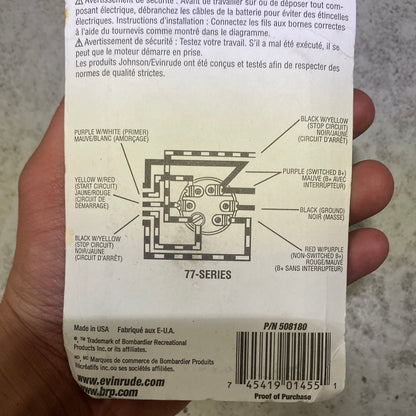 ⚠ Avertissement de sécurité : Avant de travailler sur ou de déposer tout com-
posant électrique, débranchez les câbles de la batterie pour éviter les étincelles
électriques. Instructions d'installation : Connectez les fils aux bornes correctes
à l'aide du tournevis comme montré dans le diagramme.
⚠ Avertissement de sécurité : Testez votre travail. S'il a mal été exécuté, il se
peut que le moteur démarre en prise.
Les produits Johnson/Evinrude ont été conçus et testés afin de respecter des
normes de qualité strictes.
PURPLE W/WHITE (PRIMER)
MAUVE/BLANC (AMORÇAGE)
YELLOW W/RED
(START CIRCUIT)
JAUNE/ROUGE
(CIRCUIT DE
DÉMARRAGE)
BLACK W/YELLOW
(STOP CIRCUIT)
NOIR/JAUNE
(CIRCUIT D'ARRÊT)
BLACK W/YELLOW
(STOP CIRCUIT)
NOIR/JAUNE
(CIRCUIT D'ARRÊT)
PURPLE (SWITCHED B+)
MAUVE (B+ AVEC
INTERRUPTEUR)
BLACK (GROUND)
NOIR (MASSE)
RED W/PURPLE
(NON-SWITCHED B+)
ROUGE/MAUVE
(B+ SANS INTERRUPTEUR)
77-SERIES
Made in USA Fabriqué aux E-U.A.
®, ™ Trademark of Bombardier Recreational
Products Inc. or its affiliates.
MC Marques de commerce de Bombardier Produits
Récréatifs inc. ou de ses sociétés affiliées.
www.evinrude.com
www.brp.com
P/N 508180
7 45419 01455 1
Proof of Purchase